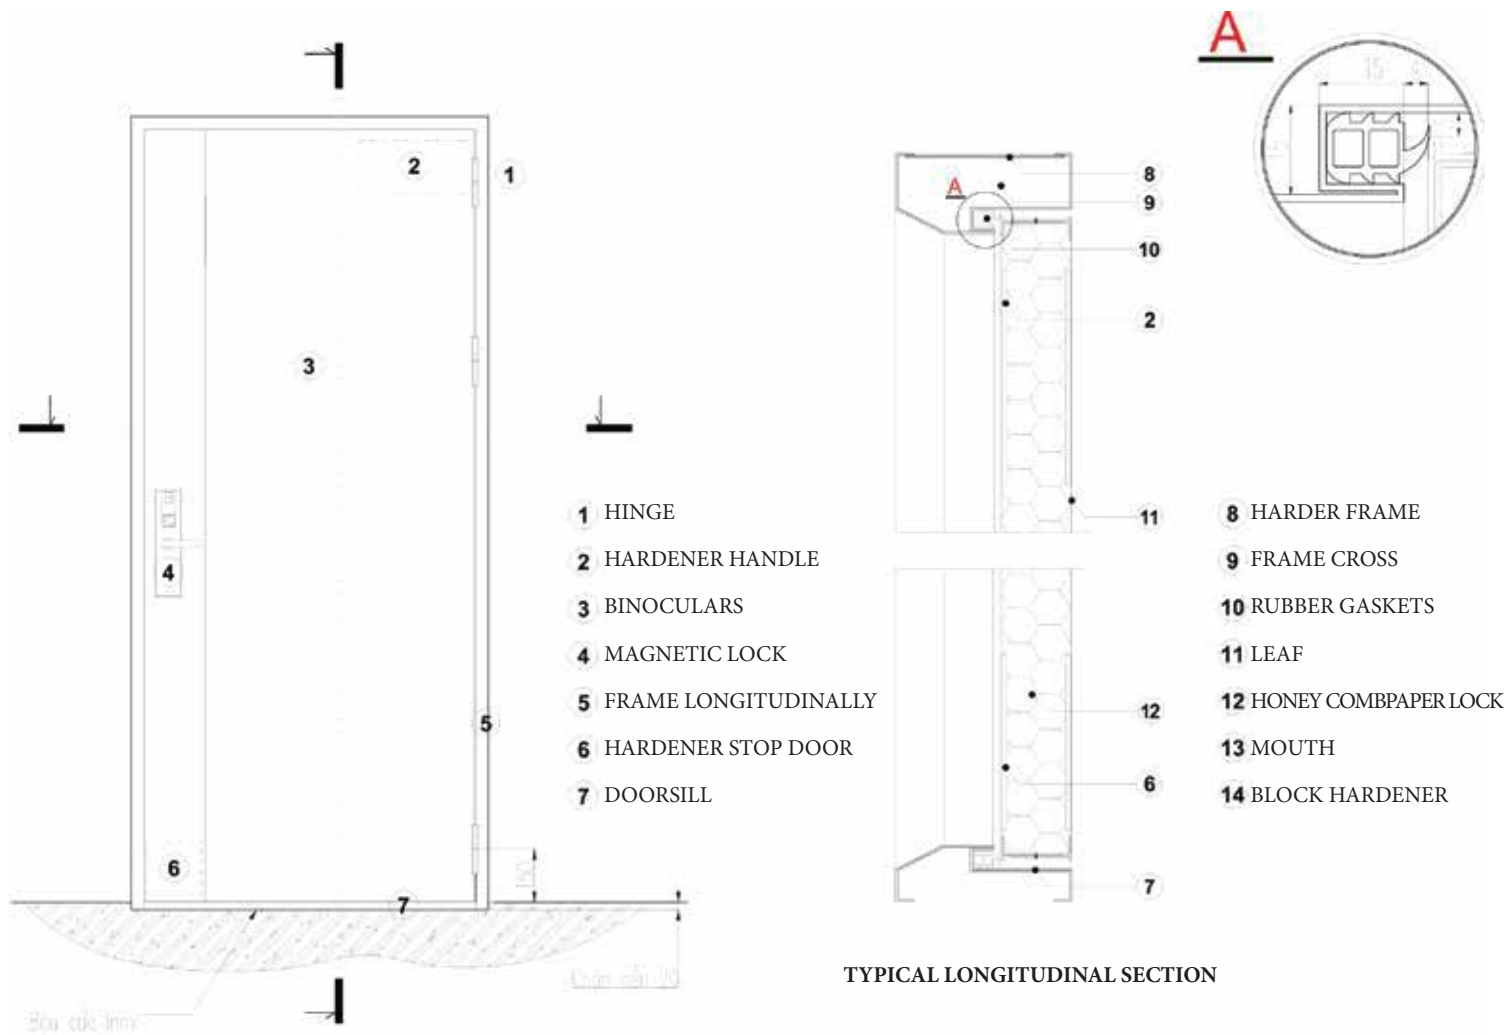 A
15
4
2
1
8
A
9
10
3
2
4
11
1 HINGE
2 HARDENER HANDLE
3 BINOCULARS
4 MAGNETIC LOCK
5 FRAME LONGITUDINALLY
6 HARDENER STOP DOOR
7 DOORSILL
8 HARDER FRAME
9 FRAME CROSS
10 RUBBER GASKETS
11 LEAF
12 HONEY COMBPAPER LOCK
13 MOUTH
14 BLOCK HARDENER
5
12
6
6
150
7
7
TYPICAL LONGITUDINAL SECTION